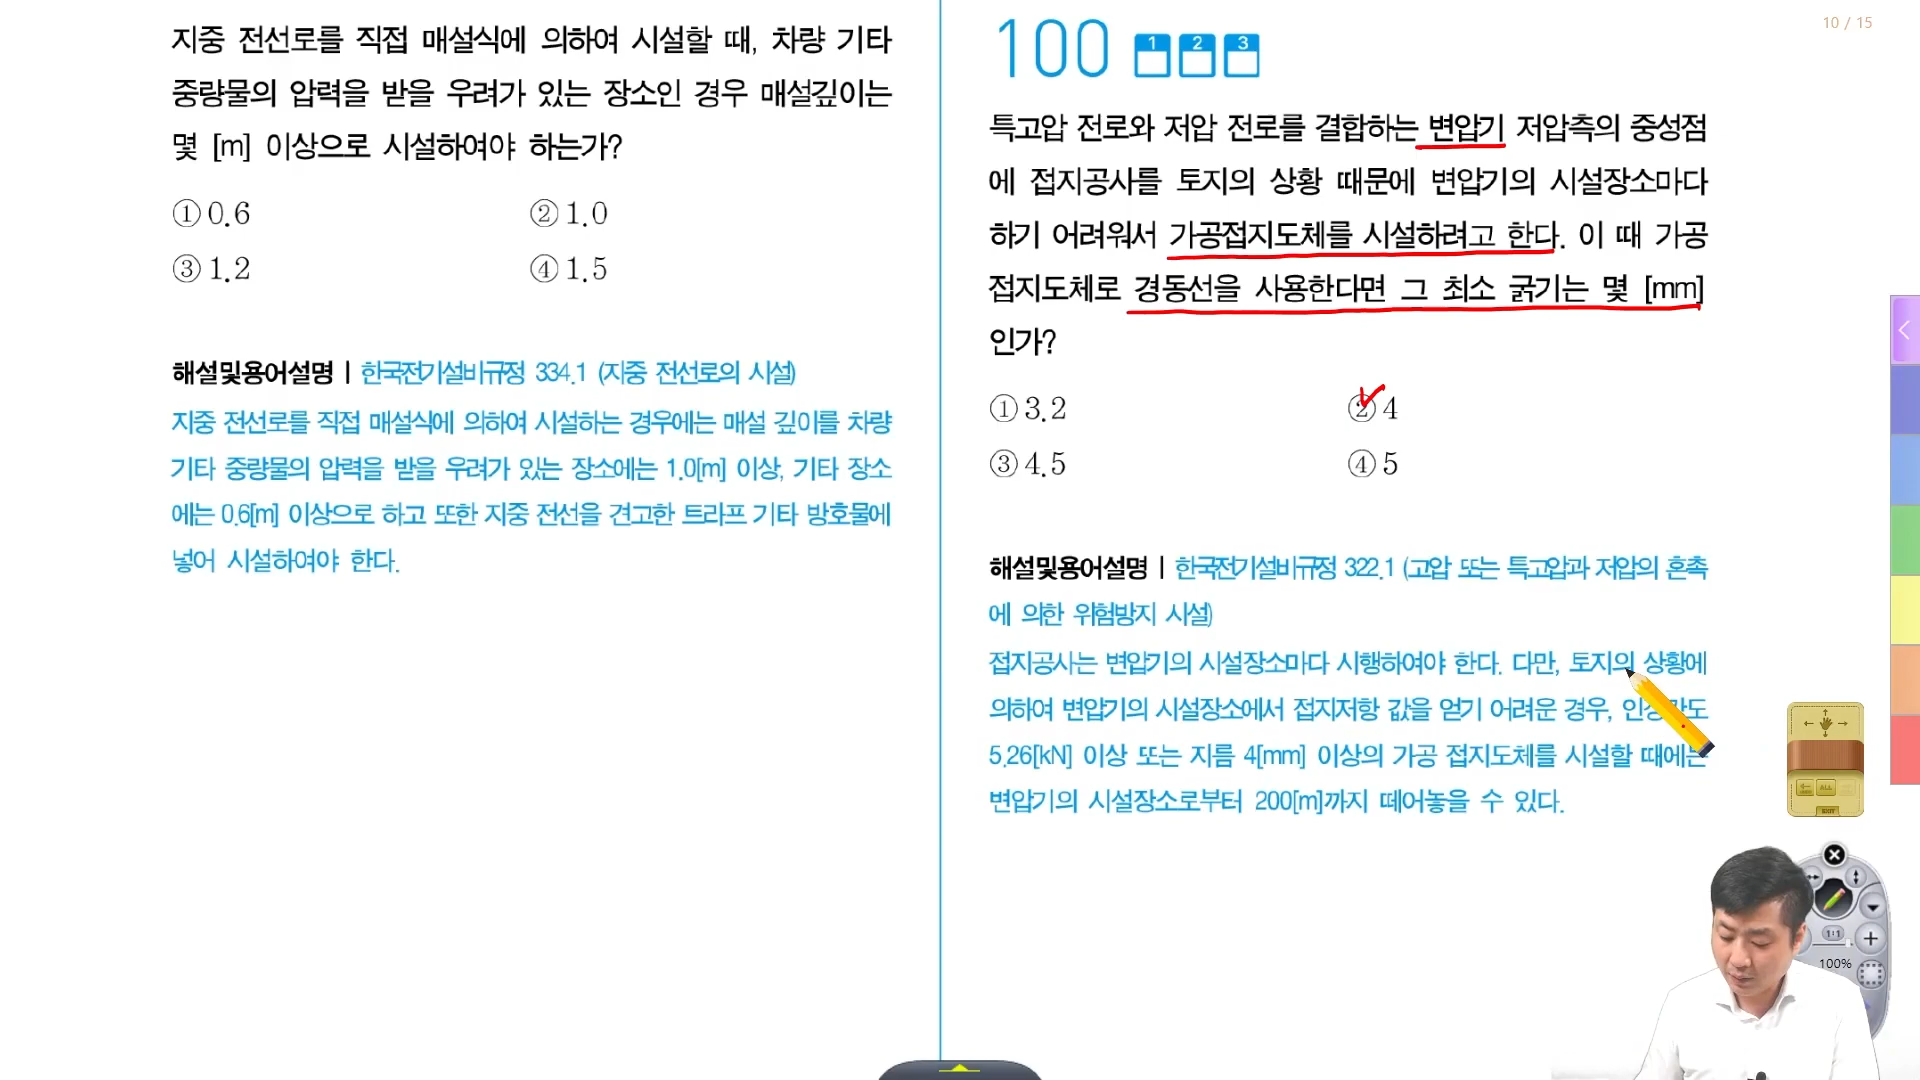 지중 전선로를 직접 매설식에 의하여 시설할 때, 차량 기타
중량물의 압력을 받을 우려가 있는 장소인 경우 매설깊이는
몇 [m] 이상으로 시설하여야 하는가?
① 0.6 ② 1.0
③ 1.2 ④ 1.5
해설및용어설명 | 한국전기설비규정 334.1 (지중 전선로의 시설)
지중 전선로를 직접 매설식에 의하여 시설하는 경우에는 매설 깊이를 차량
기타 중량물의 압력을 받을 우려가 있는 장소에는 1.0[m] 이상, 기타 장소
에는 0.6[m] 이상으로 하고 또한 지중 전선을 견고한 트라프 기타 방호물에
넣어 시설하여야 한다.
100 1 2 3
특고압 전로와 저압 전로를 결합하는 변압기 저압측의 중성점
에 접지공사를 토지의 상황 때문에 변압기의 시설장소마다
하기 어려워서 가공접지도체를 시설하려고 한다. 이 때 가공
접지도체로 경동선을 사용한다면 그 최소 굵기는 몇 [mm]
인가?
① 3.2 ② 4
③ 4.5 ④ 5
해설및용어설명 | 한국전기설비규정 322.1 (고압 또는 특고압과 저압의 혼촉
에 의한 위험방지 시설)
접지공사는 변압기의 시설장소마다 시행하여야 한다. 다만, 토지의 상황에
의하여 변압기의 시설장소에서 접지저항 값을 얻기 어려운 경우, 인장강도
5.26[kN] 이상 또는 지름 4[mm] 이상의 가공 접지도체를 시설할 때에는
변압기의 시설장소로부터 200[m]까지 떼어놓을 수 있다.
10 / 15
ALL
EXIT
1:1
100%